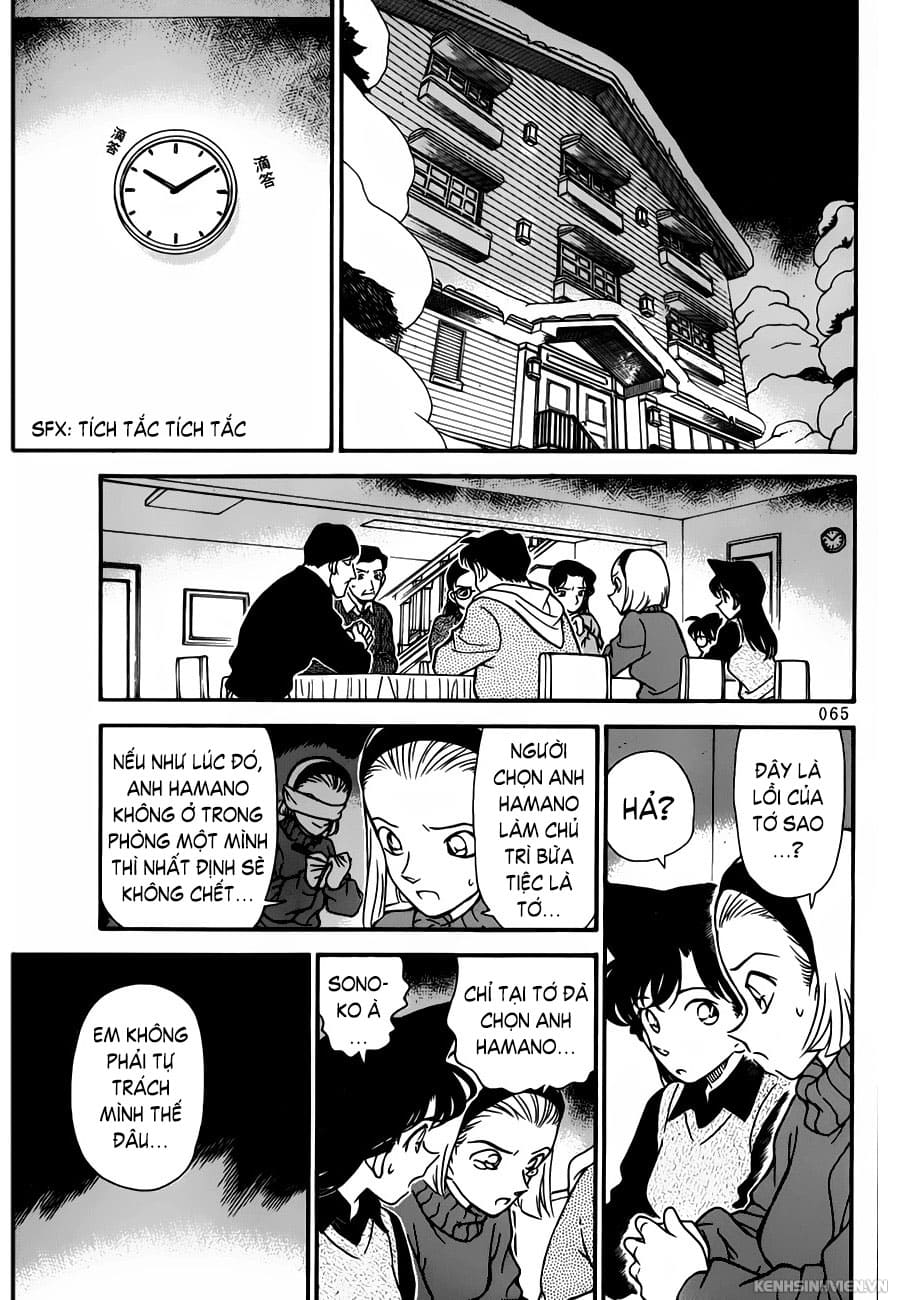 滴答
滴答
SFX: TÍCH TẮC TÍCH TẮC
065
ĐÂY LÀ
LỖI CỦA
TỚ SAO
...?
HẢ?
NGƯỜI
CHỌN ANH
HAMANO
LÀM CHỦ
TRÌ BỮA
TIỆC LÀ
TỚ...
NẾU NHƯ LÚC ĐÓ,
ANH HAMANO
KHÔNG Ở TRONG
PHÒNG MỘT MÌNH
THÌ NHẤT ĐỊNH SẼ
KHÔNG CHẾT...
CHỈ TẠI TỚ ĐÃ
CHỌN ANH
HAMANO...
SONO-
KO À ...
EM KHÔNG
PHẢI TỰ
TRÁCH
MÌNH THẾ
ĐÂU...
KENHSINHVIEN.VN